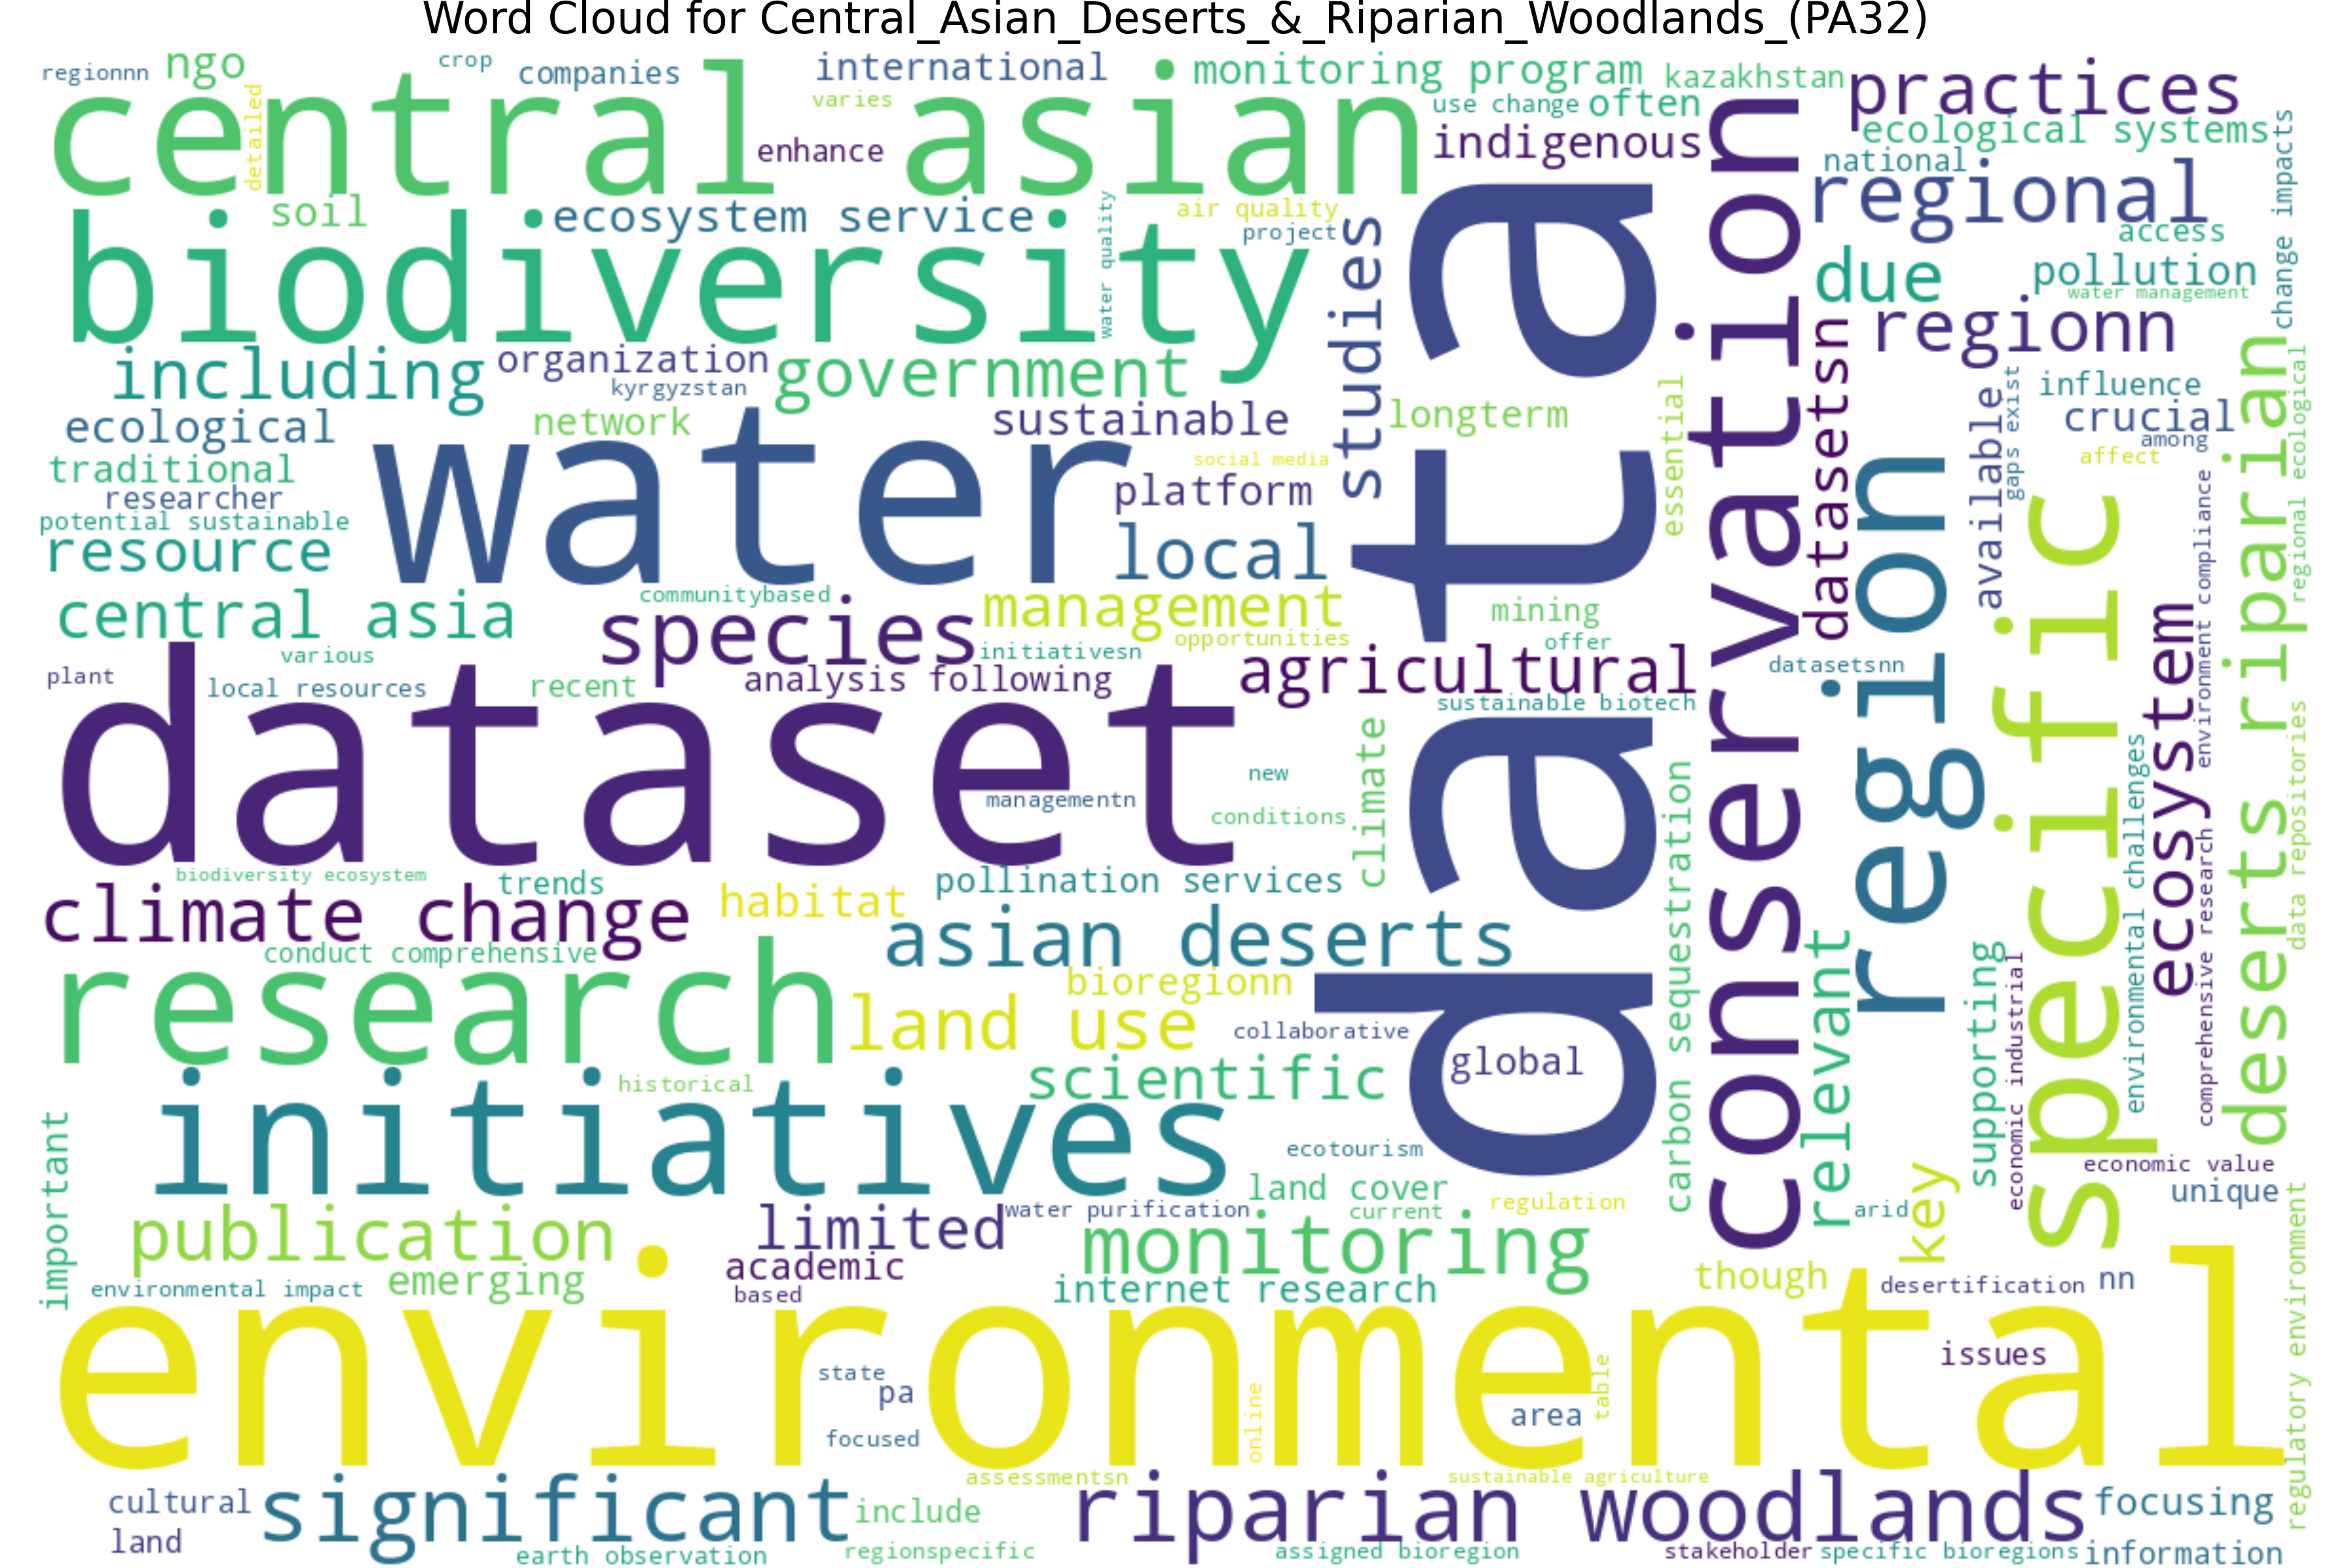 Word Cloud for Central_Asian_Deserts_&_Riparian_Woodlands_(PA32)
regionnn
ngo
crop
companies
international
monitoring program
kazakhstan
practices
central asian
detailed
varies
enhance
use change
often
indigenous
ecological systems
national
regional
change impacts
soil
ecosystem service
water quality
air quality
project
access
biodiversity
studies
due
pollution
water management
regionn
including
organization
kyrgyzstan
government
datasetsn
influence
crucial
among
affect
ecological
network
sustainable
longterm
essential
available
gaps exist
traditional
researcher
potential sustainable
resource
water
social media
platform
local
data
conservation
region
specific
environment compliance
deserts riparian
regional ecological
central asia
communitybased
species
management
opportunities
mining
offer
various
initiativesn
plant
local resources
recent
analysis following
agricultural
datasetsnn
sustainable biotech
dataset
climate
new
managementn
conditions
ecosystem
environmental challenges
comprehensive research
data repositories
carbon sequestration
biodiversity ecosystem
trends
habitat
pollination services
climate change
asian deserts
conduct comprehensive
research
bioregionn
land use
collaborative
global
relevant
supporting
economic industrial
scientific
historical
initiatives
important
ecotourism
land cover
regulation
current
water purification
economic value
unique
arid
key
publication
limited
monitoring
academic
emerging
environmental impact
based
internet research
though
desertification
nn
environmental
state
pa
focused
online
table
area
issues
regulatory environment
cultural
land
significant
include
assessmentsn
sustainable agriculture
riparian woodlands
focusing
earth observation
regionspecific
assigned bioregion
stakeholder
specific bioregions
information